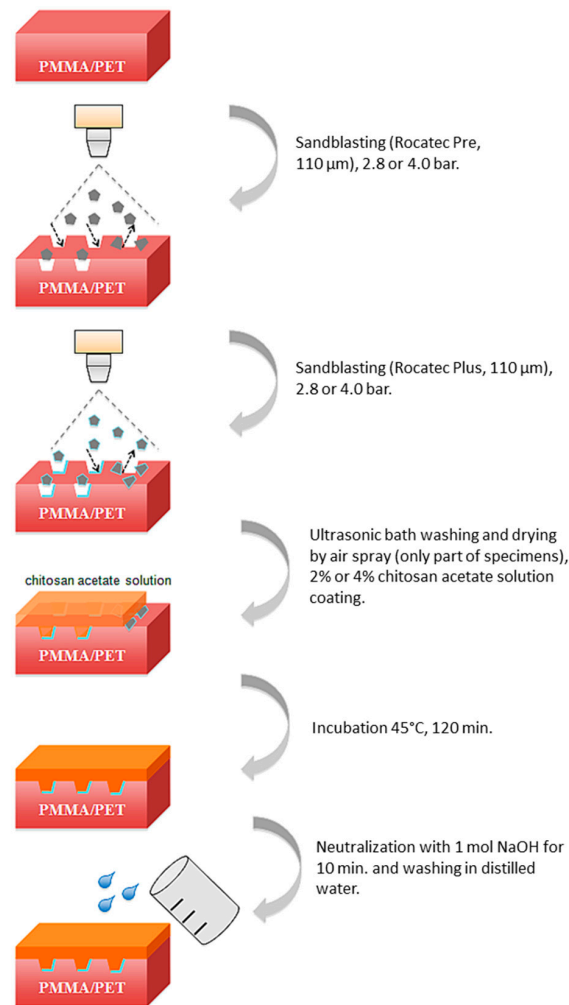 PMMA/PET
Sandblasting (Rocatec Pre,
110 µm), 2.8 or 4.0 bar.
PMMA/PET
Sandblasting (Rocatec Plus, 110 µm),
2.8 or 4.0 bar.
PMMA/PET
Ultrasonic bath washing and drying
by air spray (only part of specimens),
2% or 4% chitosan acetate solution
coating.
chitosan acetate solution
PMMA/PET
Incubation 45°C, 120 min.
PMMA/PET
Neutralization with 1 mol NaOH for
10 min. and washing in distilled
water.
PMMA/PET